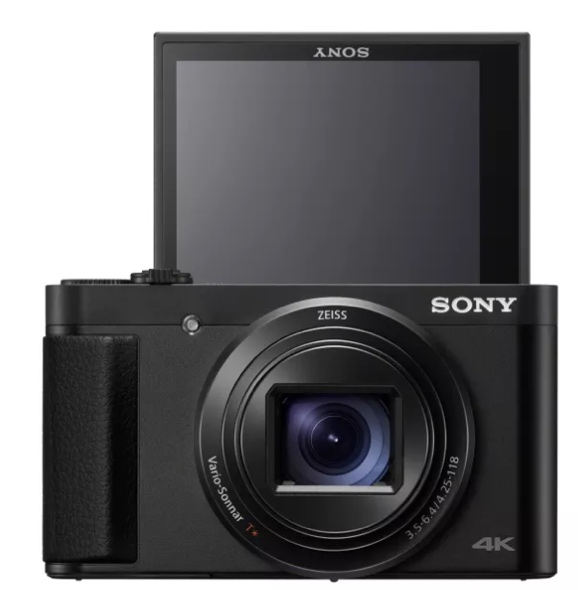 SONY
ZEISS
SONY
Vario-Sonnar T*
3.5-6.4/4.25-118
4K